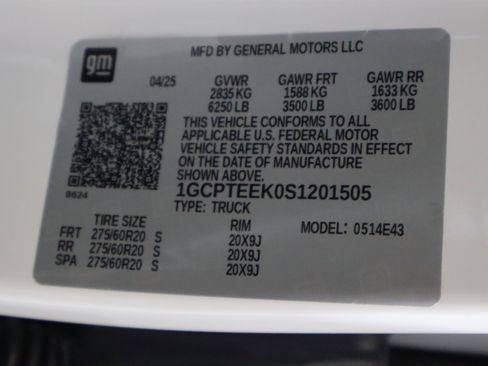 gm
MFD BY GENERAL MOTORS LLC
04/25 GVWR GAWR FRT GAWR RR
2835 KG 1588 KG 1633 KG
6250 LB 3500 LB 3600 LB
THIS VEHICLE CONFORMS TO ALL
APPLICABLE U.S. FEDERAL MOTOR
VEHICLE SAFETY STANDARDS IN EFFECT
ON THE DATE OF MANUFACTURE
SHOWN ABOVE.
8624
1GCPTEEK0S1201505
TYPE: TRUCK
TIRE SIZE RIM MODEL: 0514E43
FRT 275/60R20 S 20X9J
RR 275/60R20 S 20X9J
SPA 275/60R20 S 20X9J